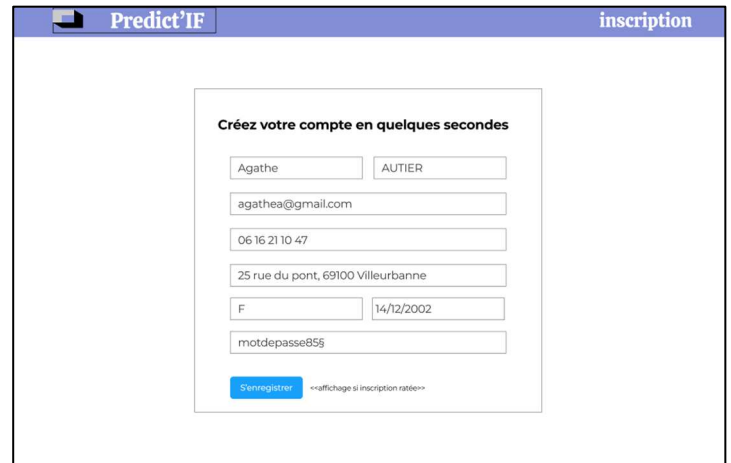 Predict’IF inscription
Créez votre compte en quelques secondes
Agathe AUTIER
agathea@gmail.com
06 16 21 10 47
25 rue du pont, 69100 Villeurbanne
F 14/12/2002
motdepasse85§
S'enregistrer <<affichage si inscription ratée>>